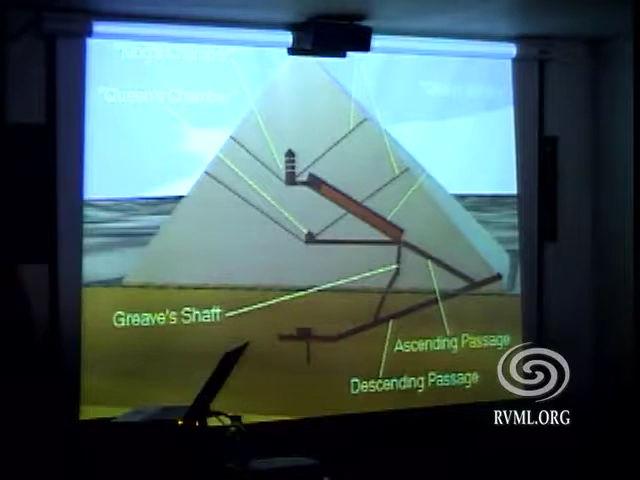 "Queen's Chamber"
Greave's Shaft
Ascending Passage
Descending Passage
RVML.ORG